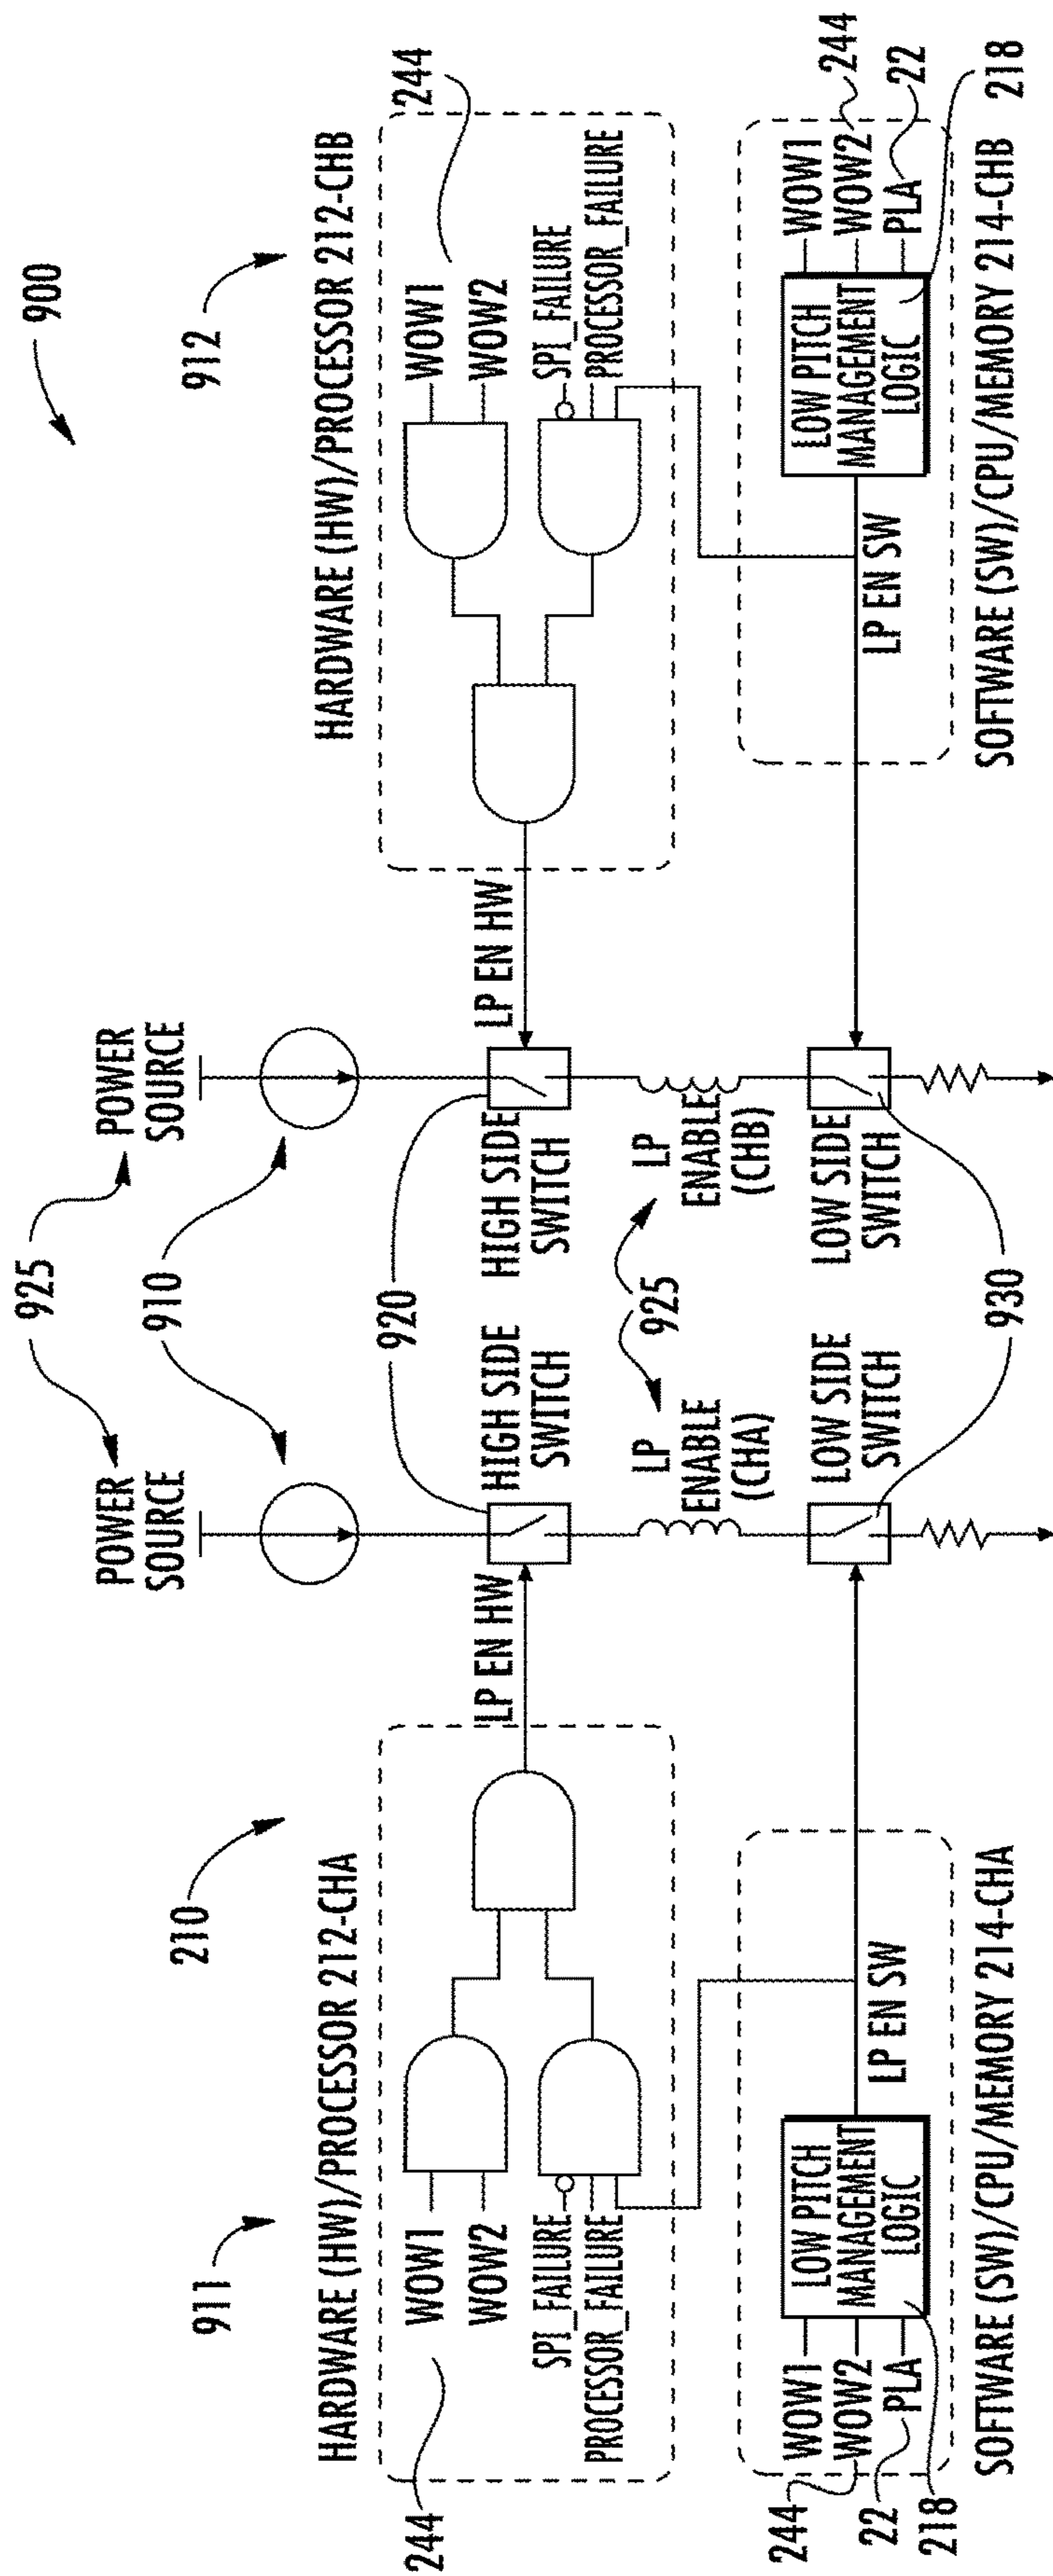 900
925
POWER
SOURCE
POWER
SOURCE
910
210
911
912
HARDWARE (HW)/PROCESSOR 212-CHA
HARDWARE (HW)/PROCESSOR 212-CHB
244
WOW1
WOW2
SPI_FAILURE
PROCESSOR_FAILURE
LP EN HW
920
HIGH SIDE
SWITCH
HIGH SIDE
SWITCH
LP EN HW
WOW1
WOW2
244
SPI_FAILURE
PROCESSOR_FAILURE
LP
ENABLE
(CHA)
925
LP
ENABLE
(CHB)
244
WOW1
WOW2
22
PLA
218
LOW PITCH
MANAGEMENT
LOGIC
LP EN SW
LOW SIDE
SWITCH
930
LOW SIDE
SWITCH
LP EN SW
LOW PITCH
MANAGEMENT
LOGIC
WOW1
WOW2
244
PLA
22
218
SOFTWARE (SW)/CPU/MEMORY 214-CHA
SOFTWARE (SW)/CPU/MEMORY 214-CHB